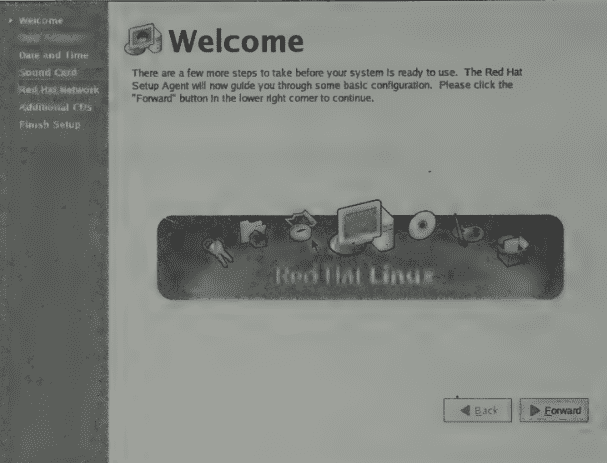 Welcome
Date and Time
Sound Card
Red Hat Network
Additional CDs
Finish Setup
Welcome
There are a few more steps to take before your system is ready to use. The Red Hat
Setup Agent will now guide you through some basic configuration. Please click the
"Forward" button in the lower right corner to continue.
Red Hat Linux
Back
Forward